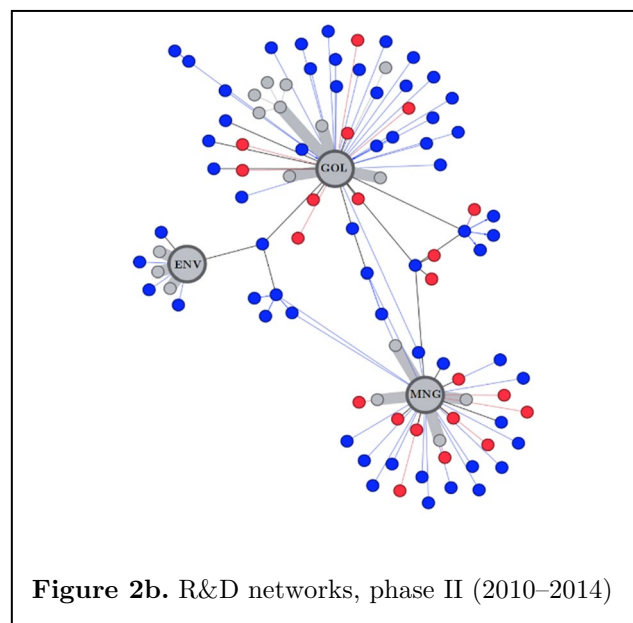 GOL
ENV
MNG
Figure 2b. R&D networks, phase II (2010–2014)